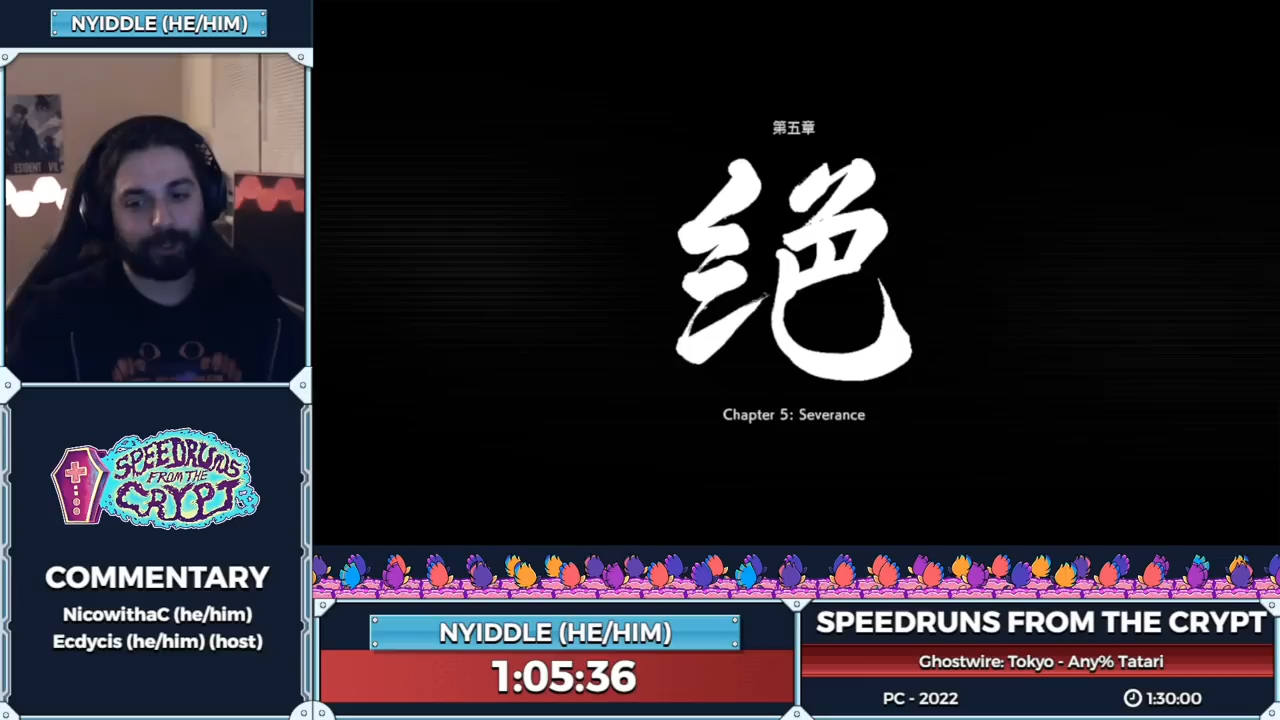 NYIDDLE (HE/HIM)
第五章
绝
Chapter 5: Severance
SPEEDRUNS
FROM THE
CRYPT
COMMENTARY
NicowithaC (he/him)
Ecdycis (he/him) (host)
NYIDDLE (HE/HIM)
1:05:36
SPEEDRUNS FROM THE CRYPT
Ghostwire: Tokyo - Any% Tatari
PC - 2022
1:30:00